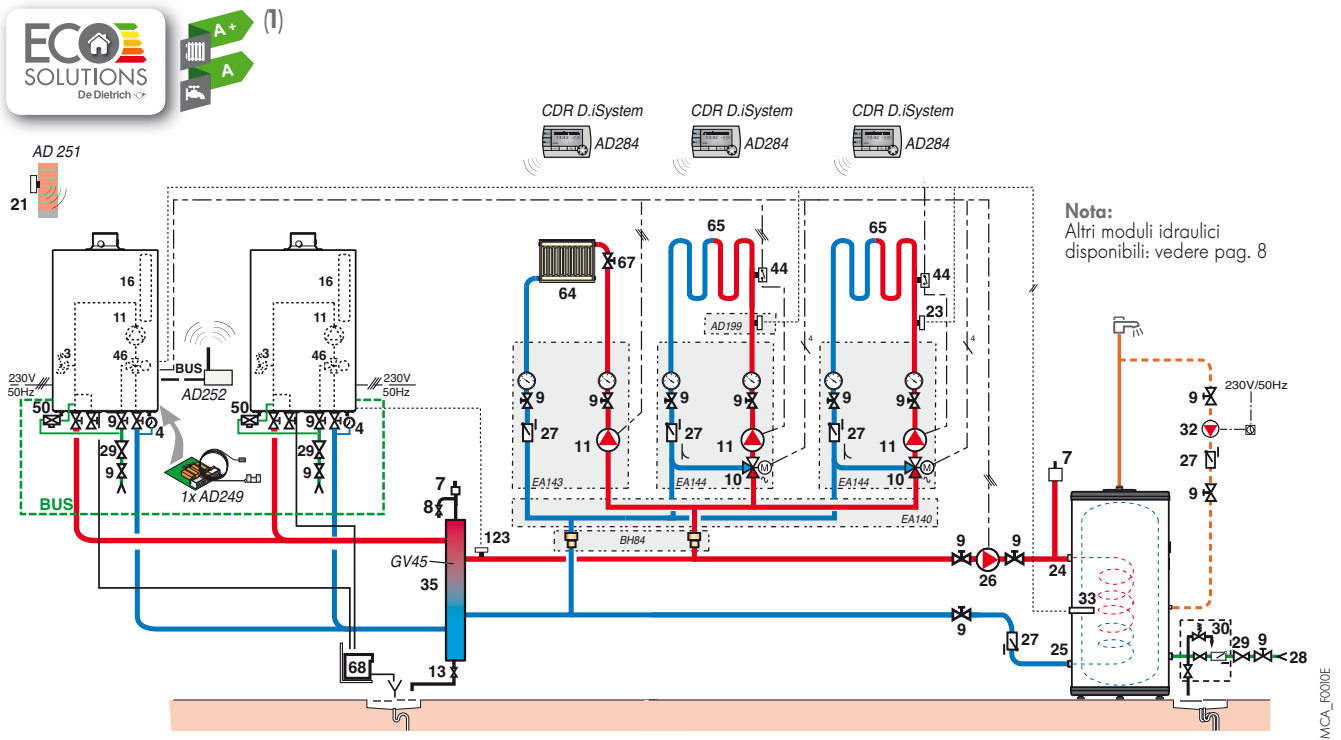 ECO
SOLUTIONS
De Dietrich
A+
A
(1)
CDR D.iSystem
AD284
CDR D.iSystem
AD284
CDR D.iSystem
AD284
AD 251
21
Nota:
Altri moduli idraulici
disponibili: vedere pag. 8
16
11
3
46
16
11
3
46
BUS
AD252
230V
50Hz
230V
50Hz
50
9
4
50
9
4
29
9
29
9
1x AD249
BUS
64
67
65
44
65
44
AD199
23
9
9
9
9
9
9
27
11
27
11
27
11
10
M
10
M
4
4
EA143
EA144
EA144
EA140
BH84
7
8
GV45
35
123
13
68
9
9
26
7
24
33
25
9
27
9
32
27
9
230V/50Hz
30
29
9
28
MCA_F0010E